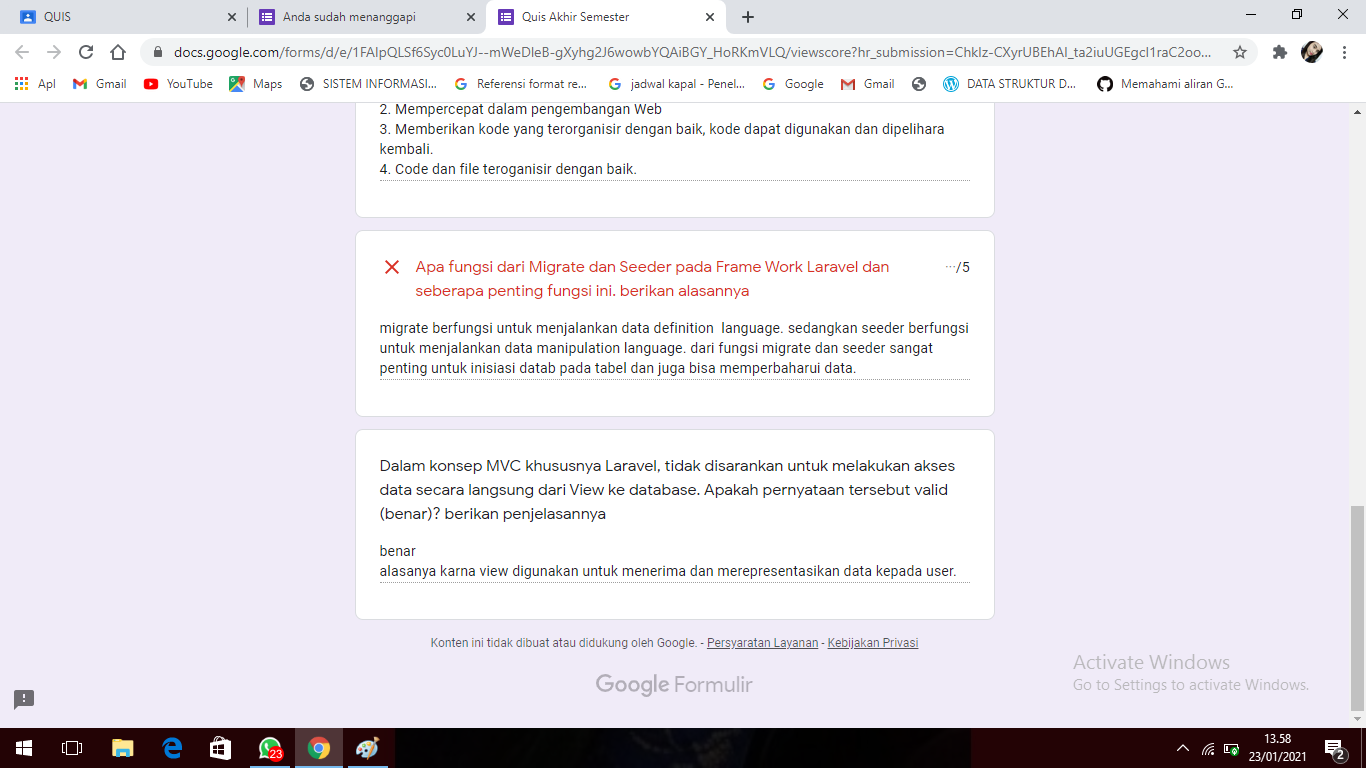 QUIS
Anda sudah menanggapi
Quis Akhir Semester
docs.google.com/forms/d/e/1FAIpQLSf6Syc0LuYJ--mWeDleB-gXyhg2J6wowbYQAiBGY_HoRKmVLQ/viewscore?hr_submission=ChkIz-CXyrUBEhAI_ta2iuUGEgcI1raC2oo...
Apl
Gmail
YouTube
Maps
SISTEM INFORMASI...
Referensi format re...
jadwal kapal - Penel...
Google
Gmail
DATA STRUKTUR D...
Memahami aliran G...
2. Mempercepat dalam pengembangan Web
3. Memberikan kode yang terorganisir dengan baik, kode dapat digunakan dan dipelihara
kembali.
4. Code dan file teroganisir dengan baik.
Apa fungsi dari Migrate dan Seeder pada Frame Work Laravel dan
seberapa penting fungsi ini. berikan alasannya
···/5
migrate berfungsi untuk menjalankan data definition language. sedangkan seeder berfungsi
untuk menjalankan data manipulation language. dari fungsi migrate dan seeder sangat
penting untuk inisiasi datab pada tabel dan juga bisa memperbaharui data.
Dalam konsep MVC khususnya Laravel, tidak disarankan untuk melakukan akses
data secara langsung dari View ke database. Apakah pernyataan tersebut valid
(benar)? berikan penjelasannya
benar
alasanya karna view digunakan untuk menerima dan merepresentasikan data kepada user.
Konten ini tidak dibuat atau didukung oleh Google. - Persyaratan Layanan - Kebijakan Privasi
Google Formulir
Activate Windows
Go to Settings to activate Windows.
23
13.58
23/01/2021
2